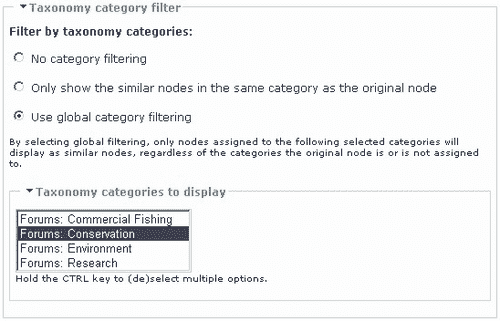 Taxonomy category filter
Filter by taxonomy categories:
No category filtering
Only show the similar nodes in the same category as the original node
Use global category filtering
By selecting global filtering, only nodes assigned to the following selected categories will
display as similar nodes, regardless of the categories the original node is or is not assigned
to.
Taxonomy categories to display
Forums: Commercial Fishing
Forums: Conservation
Forums: Environment
Forums: Research
Hold the CTRL key to (de)select multiple options.